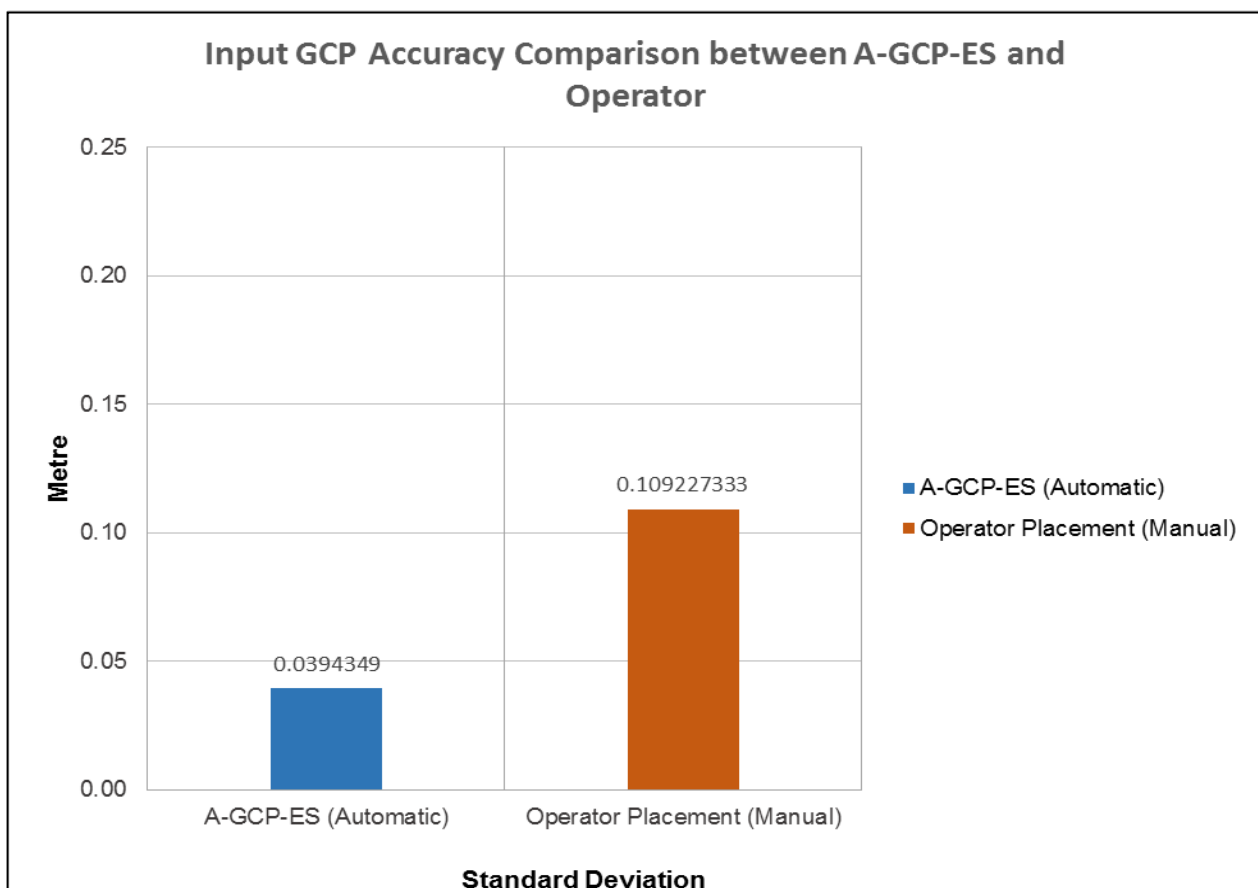 Input GCP Accuracy Comparison between A-GCP-ES and
Operator
0.25
0.20
0.15
0.10
0.05
0.00
Metre
0.0394349
0.109227333
A-GCP-ES (Automatic)
Operator Placement (Manual)
Standard Deviation
A-GCP-ES (Automatic)
Operator Placement (Manual)